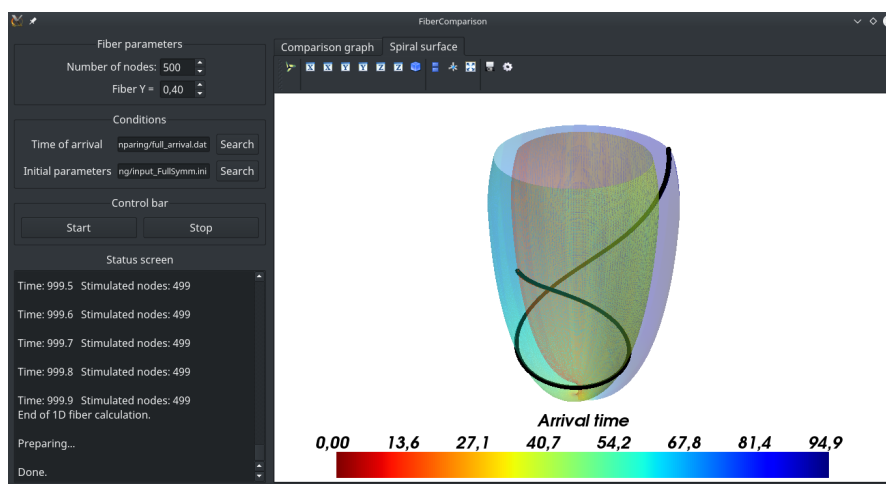 FiberComparison
Fiber parameters
Number of nodes: 500
Fiber Y = 0,40
Conditions
Time of arrival nparing/full_arrival.dat Search
Initial parameters ng/input_FullSymm.ini Search
Control bar
Start Stop
Status screen
Time: 999.5 Stimulated nodes: 499
Time: 999.6 Stimulated nodes: 499
Time: 999.7 Stimulated nodes: 499
Time: 999.8 Stimulated nodes: 499
Time: 999.9 Stimulated nodes: 499
End of 1D fiber calculation.
Preparing...
Done.
Comparison graph Spiral surface
X X Y Y Z Z
Arrival time
0,00 13,6 27,1 40,7 54,2 67,8 81,4 94,9